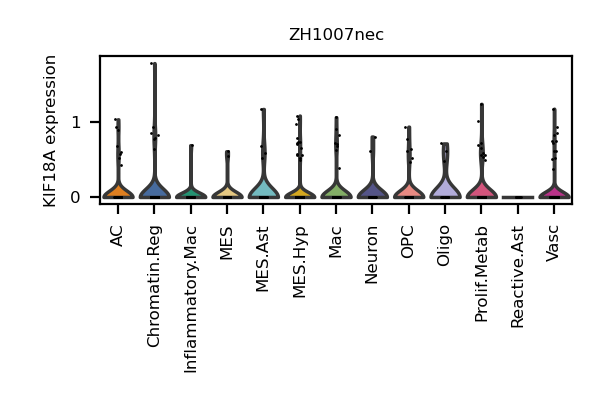 ZH1007nec
KIF18A expression
1
0
AC
Chromatin.Reg
Inflammatory.Mac
MES
MES.Ast
MES.Hyp
Mac
Neuron
OPC
Oligo
Prolif.Metab
Reactive.Ast
Vasc